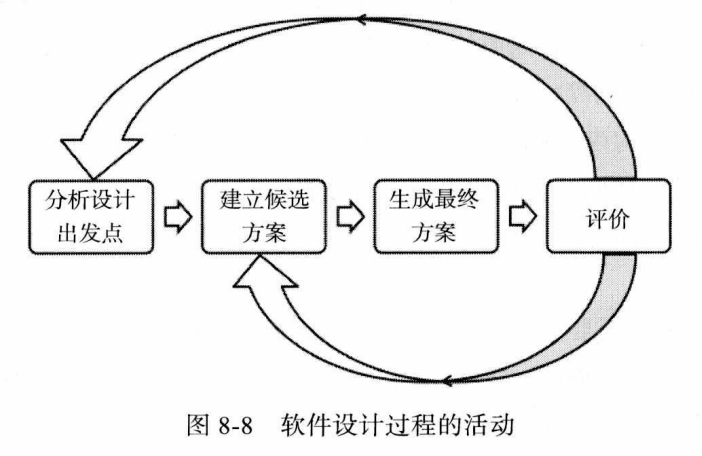 分析设计
出发点
建立候选
方案
生成最终
方案
评价
图 8-8 软件设计过程的活动